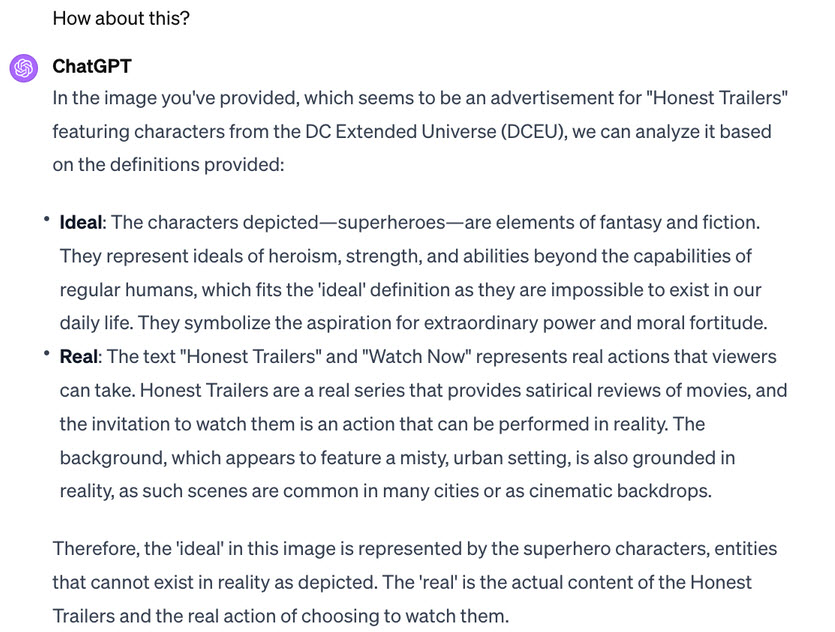 How about this?
ChatGPT
In the image you've provided, which seems to be an advertisement for "Honest Trailers"
featuring characters from the DC Extended Universe (DCEU), we can analyze it based
on the definitions provided:
• Ideal: The characters depicted—superheroes—are elements of fantasy and fiction.
They represent ideals of heroism, strength, and abilities beyond the capabilities of
regular humans, which fits the 'ideal' definition as they are impossible to exist in our
daily life. They symbolize the aspiration for extraordinary power and moral fortitude.
• Real: The text "Honest Trailers" and "Watch Now" represents real actions that viewers
can take. Honest Trailers are a real series that provides satirical reviews of movies, and
the invitation to watch them is an action that can be performed in reality. The
background, which appears to feature a misty, urban setting, is also grounded in
reality, as such scenes are common in many cities or as cinematic backdrops.
Therefore, the 'ideal' in this image is represented by the superhero characters, entities
that cannot exist in reality as depicted. The 'real' is the actual content of the Honest
Trailers and the real action of choosing to watch them.